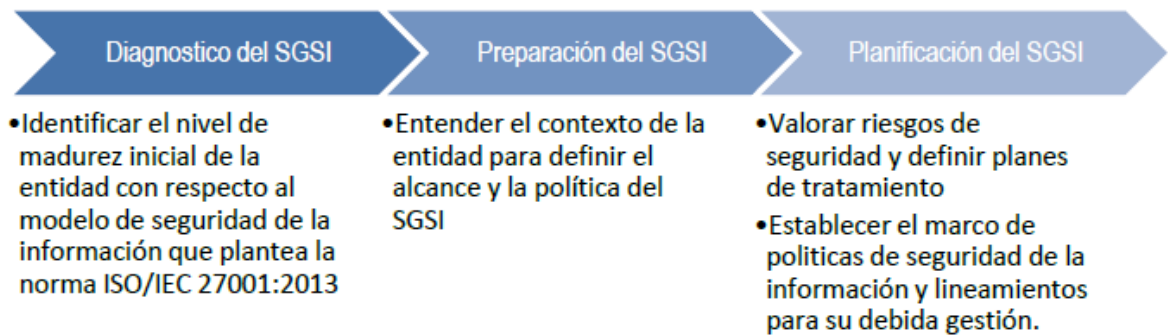 Diagnostico del SGSI
Preparación del SGSI
Planificación del SGSI
•Identificar el nivel de
madurez inicial de la
entidad con respecto al
modelo de seguridad de la
información que plantea la
norma ISO/IEC 27001:2013
•Entender el contexto de la
entidad para definir el
alcance y la política del
SGSI
•Valorar riesgos de
seguridad y definir planes
de tratamiento
•Establecer el marco de
politicas de seguridad de la
información y lineamientos
para su debida gestión.